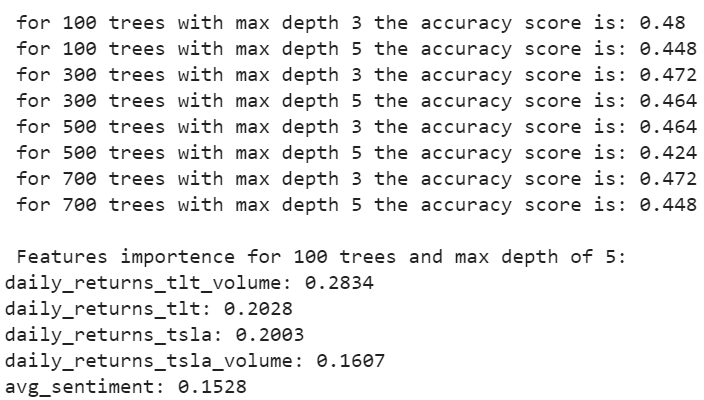 for 100 trees with max depth 3 the accuracy score is: 0.48
for 100 trees with max depth 5 the accuracy score is: 0.448
for 300 trees with max depth 3 the accuracy score is: 0.472
for 300 trees with max depth 5 the accuracy score is: 0.464
for 500 trees with max depth 3 the accuracy score is: 0.464
for 500 trees with max depth 5 the accuracy score is: 0.424
for 700 trees with max depth 3 the accuracy score is: 0.472
for 700 trees with max depth 5 the accuracy score is: 0.448
Features importence for 100 trees and max depth of 5:
daily_returns_tlt_volume: 0.2834
daily_returns_tlt: 0.2028
daily_returns_tsla: 0.2003
daily_returns_tsla_volume: 0.1607
avg_sentiment: 0.1528